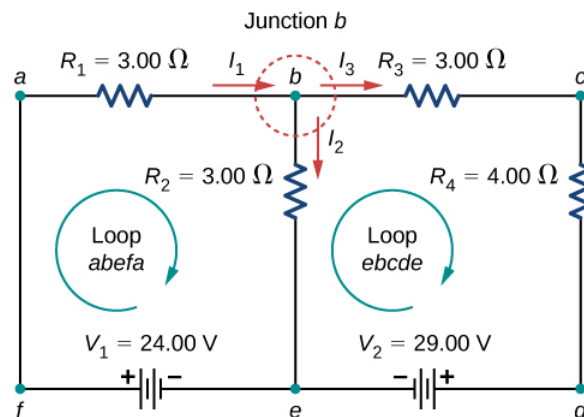 Junction b
R1 = 3.00 Ω
I1
b
I3
R3 = 3.00 Ω
a
c
I2
R2 = 3.00 Ω
R4 = 4.00 Ω
Loop
abefa
Loop
ebcde
V1 = 24.00 V
V2 = 29.00 V
+ −
− +
f
e
d